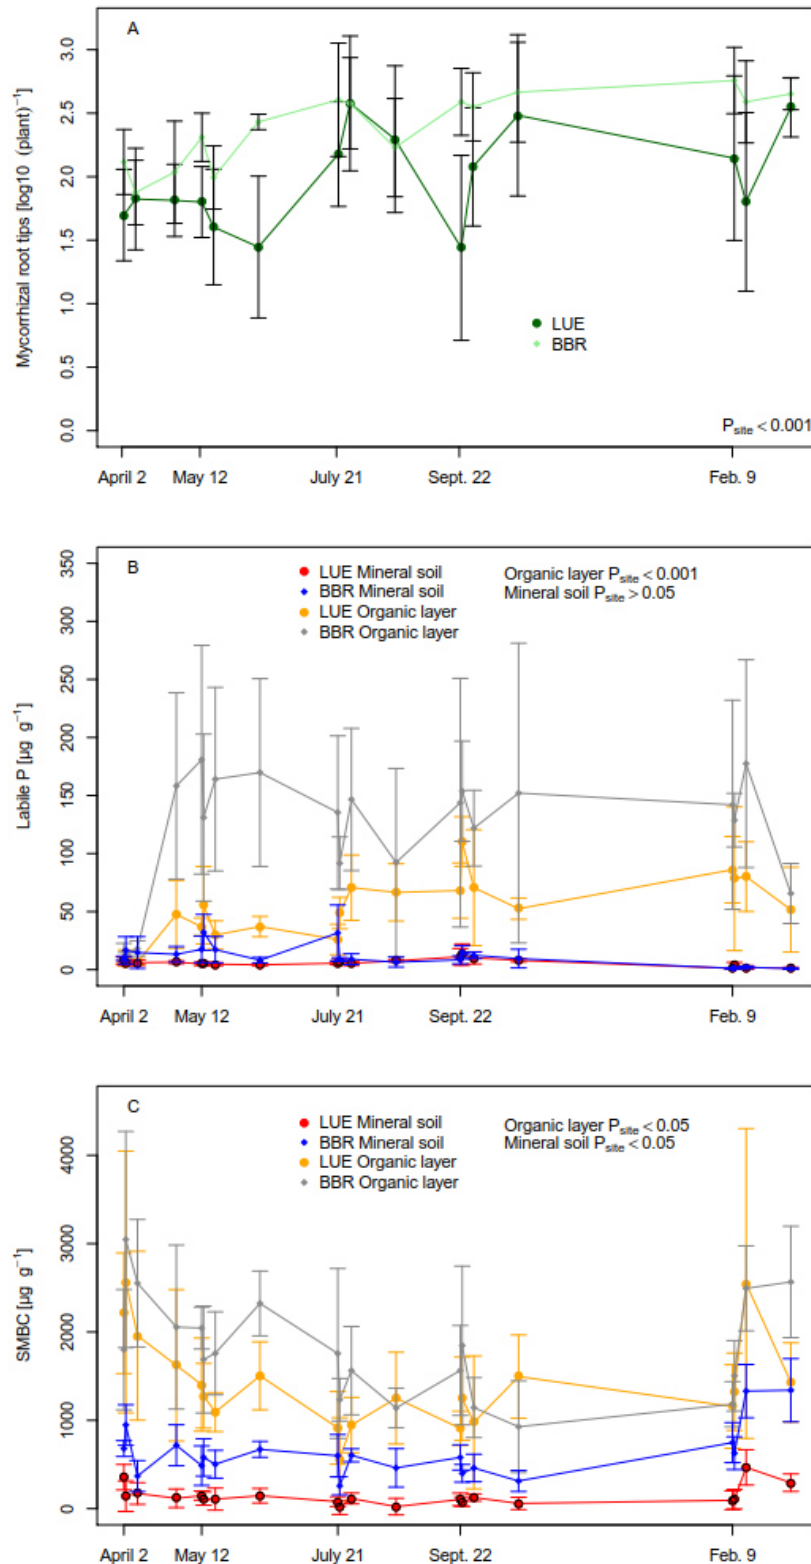 A
Mycorrhizal root tips [log10 (plant)⁻¹]
3.0
2.5
2.0
1.5
1.0
0.5
0.0
LUE
BBR
Psite < 0.001
April 2 May 12 July 21 Sept. 22 Feb. 9
B
Labile P [µg g⁻¹]
350
300
250
200
150
100
50
0
LUE Mineral soil
BBR Mineral soil
LUE Organic layer
BBR Organic layer
Organic layer Psite < 0.001
Mineral soil Psite > 0.05
April 2 May 12 July 21 Sept. 22 Feb. 9
C
SMBC [µg g⁻¹]
4000
3000
2000
1000
0
LUE Mineral soil
BBR Mineral soil
LUE Organic layer
BBR Organic layer
Organic layer Psite < 0.05
Mineral soil Psite < 0.05
April 2 May 12 July 21 Sept. 22 Feb. 9